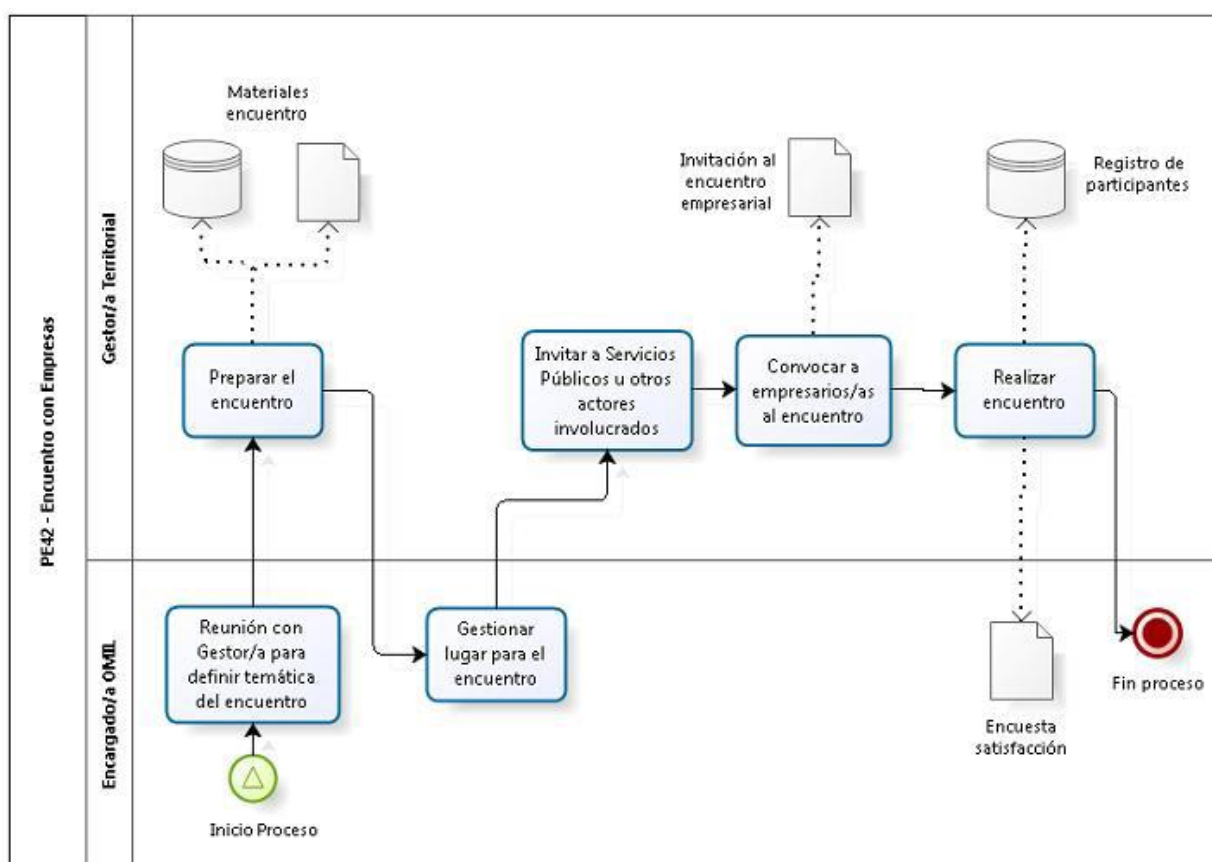 PE42 - Encuentro con Empresas
Gestor/a Territorial
Materiales
encuentro
Invitación al
encuentro
empresarial
Registro de
participantes
Preparar el
encuentro
Invitar a Servicios
Públicos u otros
actores
involucrados
Convocar a
empresarios/as
al encuentro
Realizar
encuentro
Encargado/a OMIL
Reunión con
Gestor/a para
definir temática
del encuentro
Gestionar
lugar para el
encuentro
Encuesta
satisfacción
Fin proceso
Inicio Proceso